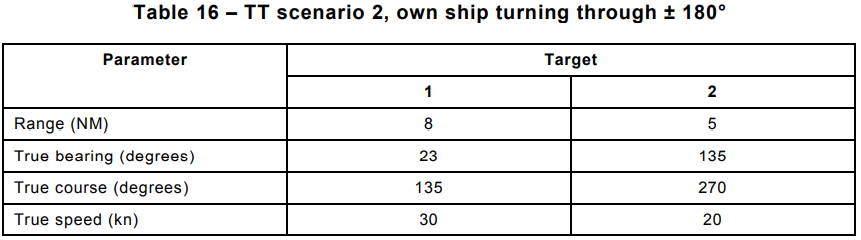 Table 16 – TT scenario 2, own ship turning through ± 180°
Parameter Target
1 2
Range (NM) 8 5
True bearing (degrees) 23 135
True course (degrees) 135 270
True speed (kn) 30 20